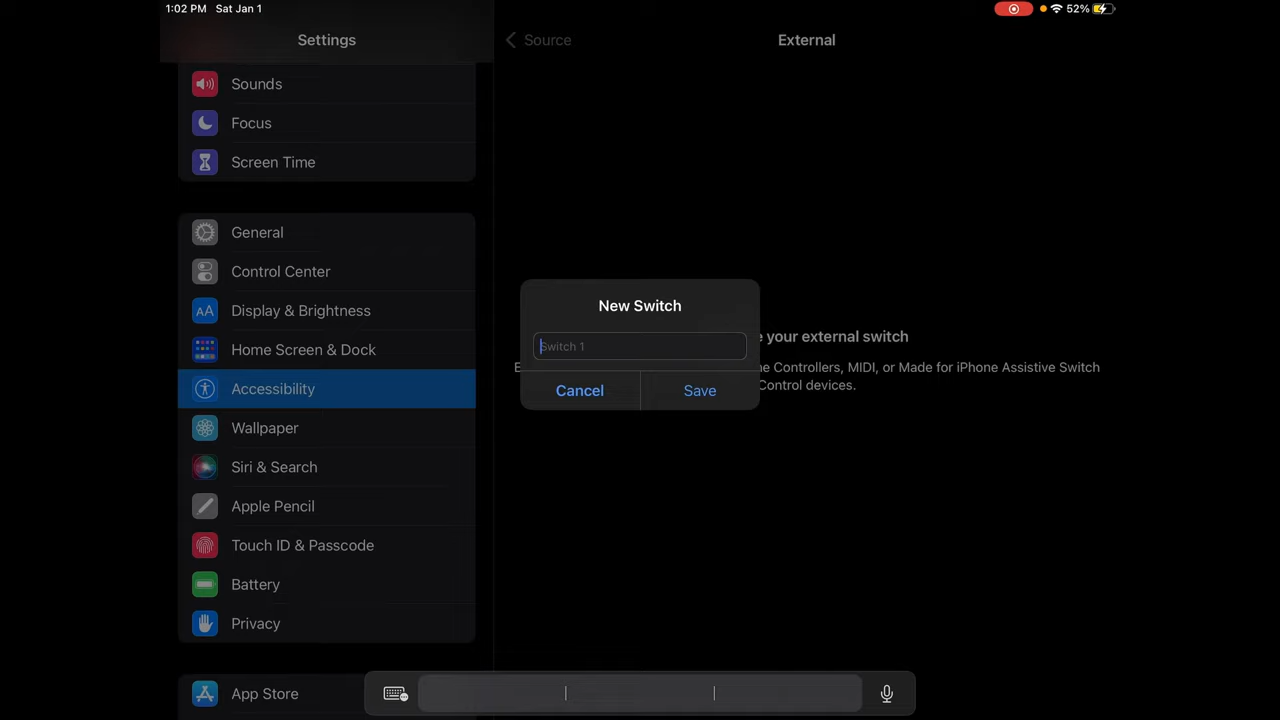 1:02 PM Sat Jan 1
52%
Settings
Sounds
Focus
Screen Time
General
Control Center
Display & Brightness
Home Screen & Dock
Accessibility
Wallpaper
Siri & Search
Apple Pencil
Touch ID & Passcode
Battery
Privacy
App Store
Source
External
New Switch
Switch 1
Cancel
Save
your external switch
Controllers, MIDI, or Made for iPhone Assistive Switch
Control devices.